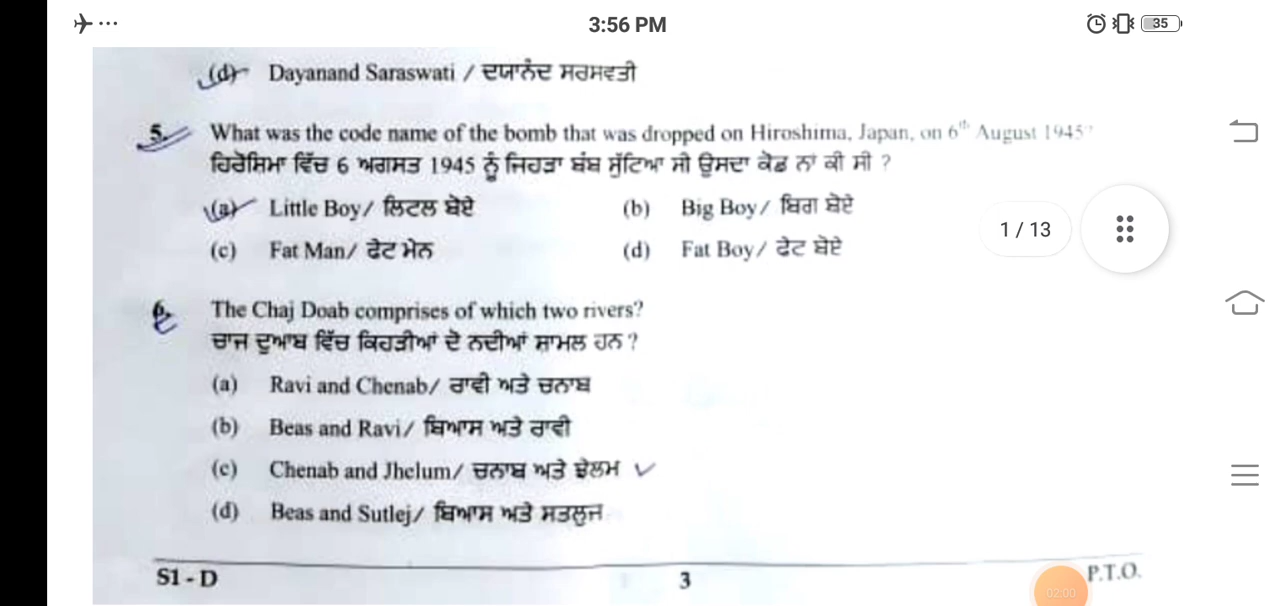 3:56 PM
35
(d) Dayanand Saraswati / ਦਯਾਨੰਦ ਸਰਸਵਤੀ
5. What was the code name of the bomb that was dropped on Hiroshima, Japan, on 6th August 1945?
ਹਿਰੋਸ਼ਿਮਾ ਵਿੱਚ 6 ਅਗਸਤ 1945 ਨੂੰ ਜਿਹੜਾ ਬੰਬ ਸੁੱਟਿਆ ਸੀ ਉਸਦਾ ਕੋਡ ਨਾਂ ਕੀ ਸੀ ?
(a) Little Boy/ ਲਿਟਲ ਬੋਏ (b) Big Boy/ ਬਿਗ ਬੋਏ
(c) Fat Man/ ਫੇਟ ਮੇਨ (d) Fat Boy/ ਫੇਟ ਬੋਏ
1 / 13
6. The Chaj Doab comprises of which two rivers?
ਚਾਜ ਦੁਆਬ ਵਿੱਚ ਕਿਹੜੀਆਂ ਦੋ ਨਦੀਆਂ ਸ਼ਾਮਲ ਹਨ ?
(a) Ravi and Chenab/ ਰਾਵੀ ਅਤੇ ਚਨਾਬ
(b) Beas and Ravi/ ਬਿਆਸ ਅਤੇ ਰਾਵੀ
(c) Chenab and Jhelum/ ਚਨਾਬ ਅਤੇ ਝੇਲਮ
(d) Beas and Sutlej/ ਬਿਆਸ ਅਤੇ ਸਤਲੁਜ
S1 - D 3 P.T.O.
02:00